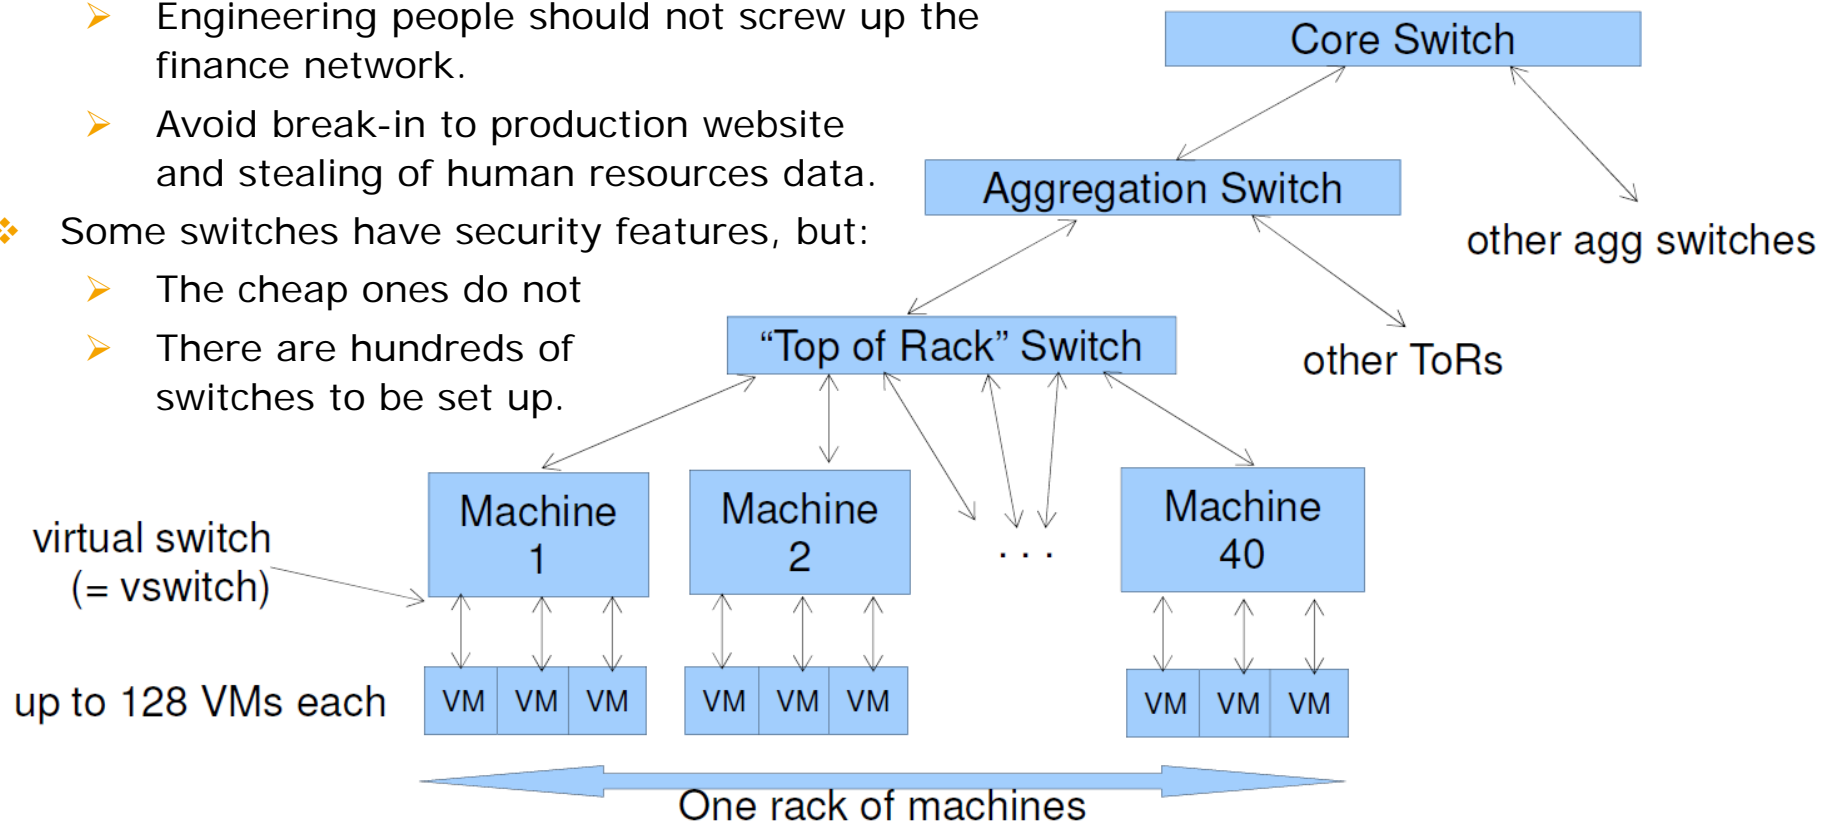 Engineering people should not screw up the
finance network.
Avoid break-in to production website
and stealing of human resources data.
Some switches have security features, but:
The cheap ones do not
There are hundreds of
switches to be set up.
Core Switch
Aggregation Switch
other agg switches
“Top of Rack” Switch
other ToRs
Machine
1
Machine
2
. . .
Machine
40
virtual switch
(= vswitch)
up to 128 VMs each
VM VM VM
VM VM VM
VM VM VM
One rack of machines